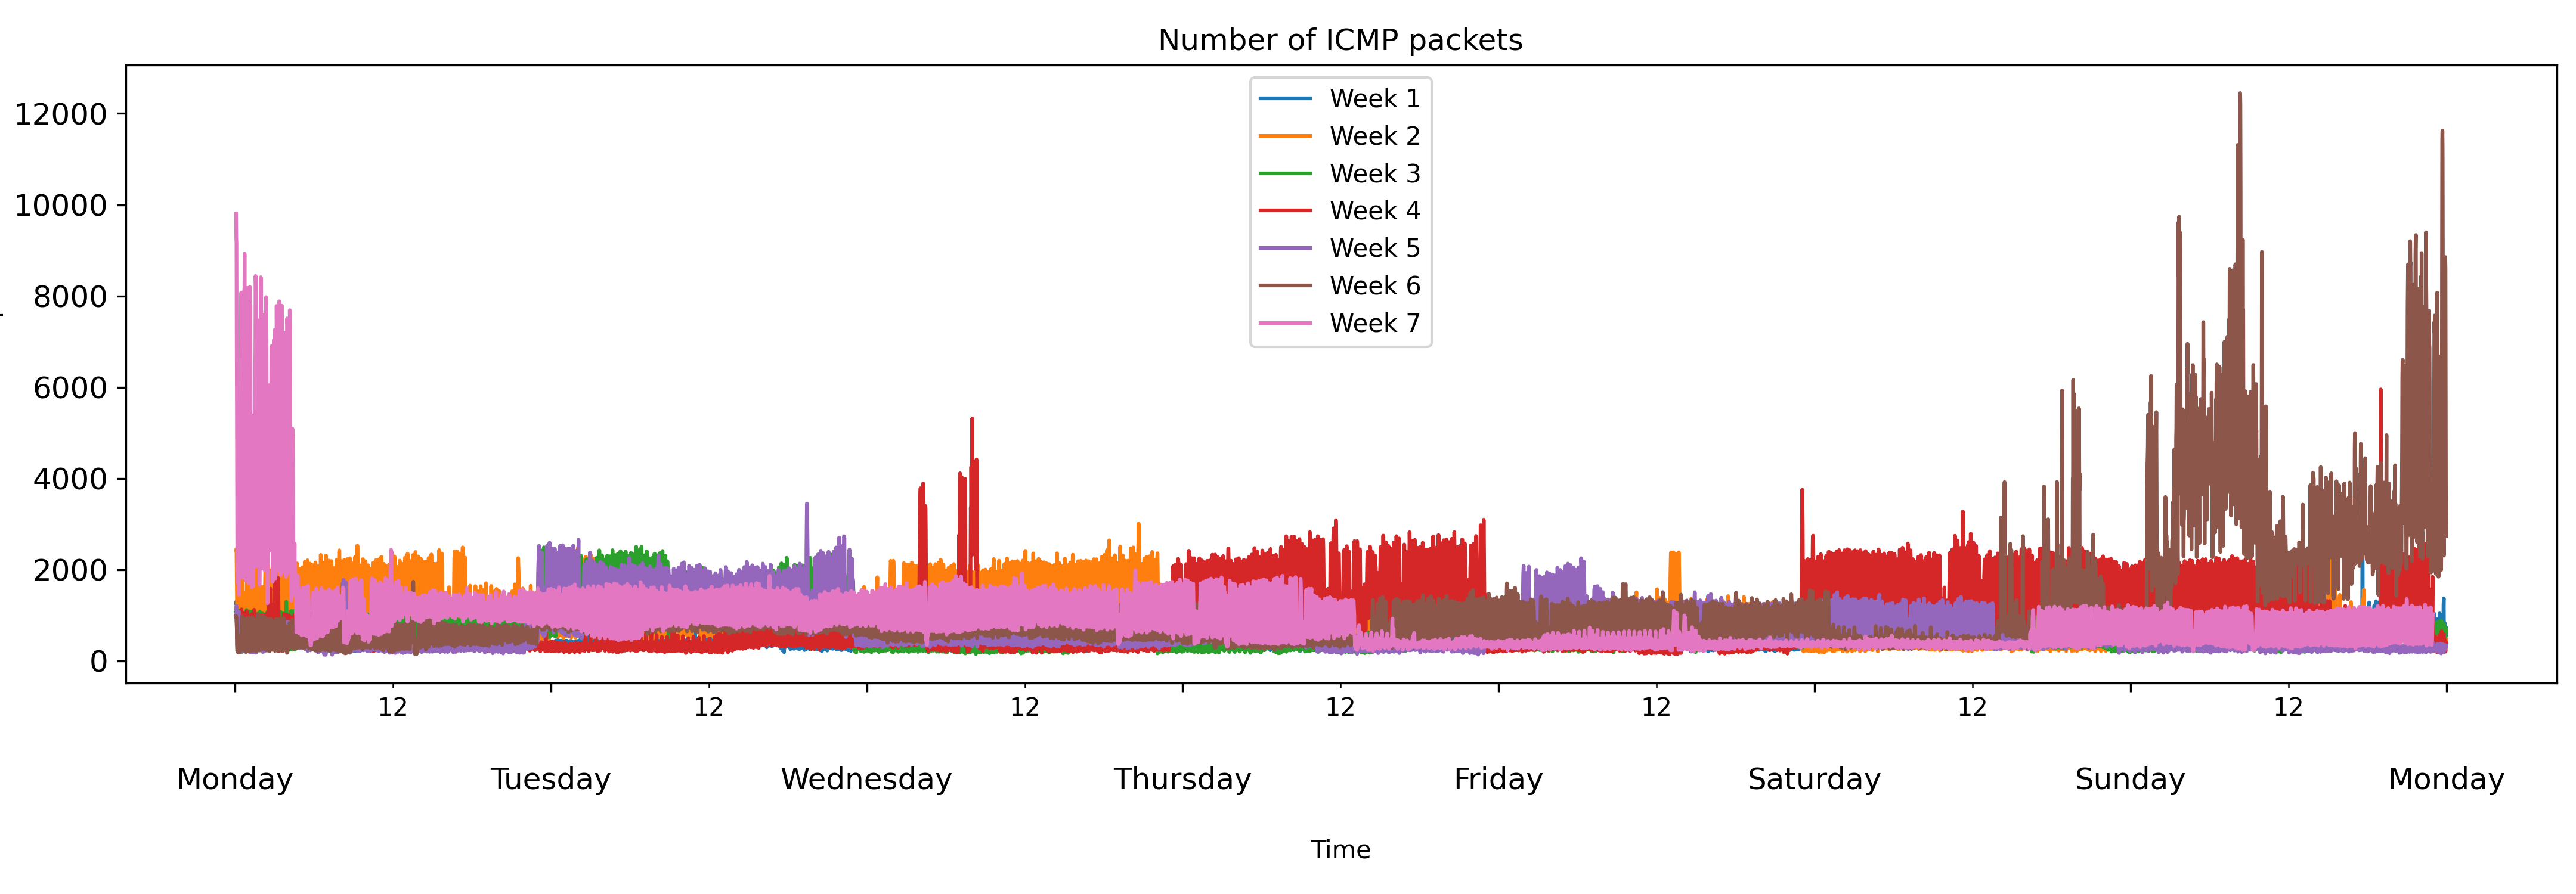 Number of ICMP packets
12000
10000
8000
6000
4000
2000
0
Week 1
Week 2
Week 3
Week 4
Week 5
Week 6
Week 7
12 12 12 12 12 12 12
Monday Tuesday Wednesday Thursday Friday Saturday Sunday Monday
Time